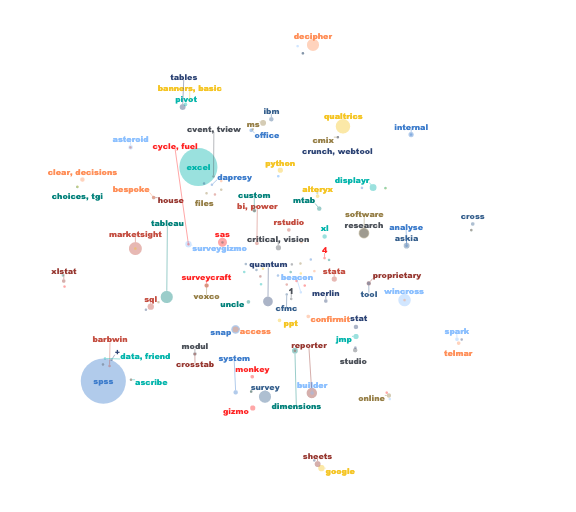 decipher
tables
banners, basic
pivot
ibm
ms
office
qualtrics
internal
cvent, tview
asteroid
cycle, fuel
cmix
crunch, webtool
excel
python
clear, decisions
dapresy
displayr
choices, tgi
bespoke
house
files
custom
bi, power
alteryx
mtab
software
research
cross
tableau
rstudio
xl
analyse
askia
marketsight
sas
surveygizmo
critical, vision
4
quantum
xlstat
surveycraft
beacon
stata
proprietary
tool
wincross
sql
voxco
uncle
1
cfmc
merlin
ppt
confirmit
stat
snap
access
jmp
spark
telmar
barbwin
+
data, friend
modul
crosstab
reporter
studio
system
monkey
spss
ascribe
survey
builder
gizmo
dimensions
online
sheets
google